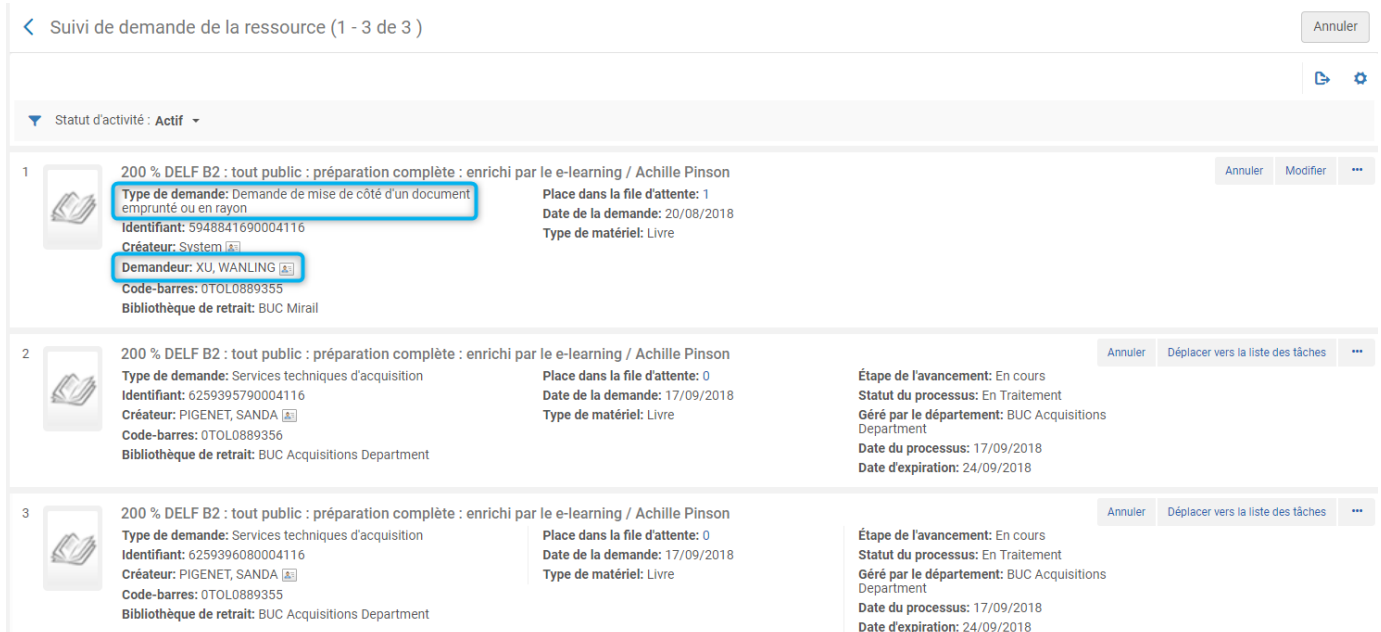 Suivi de demande de la ressource (1 - 3 de 3 )
Annuler
Statut d'activité : Actif
1
200 % DELF B2 : tout public : préparation complète : enrichi par le e-learning / Achille Pinson
Annuler Modifier ...
Type de demande: Demande de mise de côté d'un document
emprunté ou en rayon
Identifiant: 5948841690004116
Créateur: System
Demandeur: XU, WANLING
Code-barres: 0TOL0889355
Bibliothèque de retrait: BUC Mirail
Place dans la file d'attente: 1
Date de la demande: 20/08/2018
Type de matériel: Livre
2
200 % DELF B2 : tout public : préparation complète : enrichi par le e-learning / Achille Pinson
Annuler Déplacer vers la liste des tâches ...
Type de demande: Services techniques d'acquisition
Identifiant: 6259395790004116
Créateur: PIGENET, SANDA
Code-barres: 0TOL0889356
Bibliothèque de retrait: BUC Acquisitions Department
Place dans la file d'attente: 0
Date de la demande: 17/09/2018
Type de matériel: Livre
Étape de l'avancement: En cours
Statut du processus: En Traitement
Géré par le département: BUC Acquisitions
Department
Date du processus: 17/09/2018
Date d'expiration: 24/09/2018
3
200 % DELF B2 : tout public : préparation complète : enrichi par le e-learning / Achille Pinson
Annuler Déplacer vers la liste des tâches ...
Type de demande: Services techniques d'acquisition
Identifiant: 6259396080004116
Créateur: PIGENET, SANDA
Code-barres: 0TOL0889355
Bibliothèque de retrait: BUC Acquisitions Department
Place dans la file d'attente: 0
Date de la demande: 17/09/2018
Type de matériel: Livre
Étape de l'avancement: En cours
Statut du processus: En Traitement
Géré par le département: BUC Acquisitions
Department
Date du processus: 17/09/2018
Date d'expiration: 24/09/2018